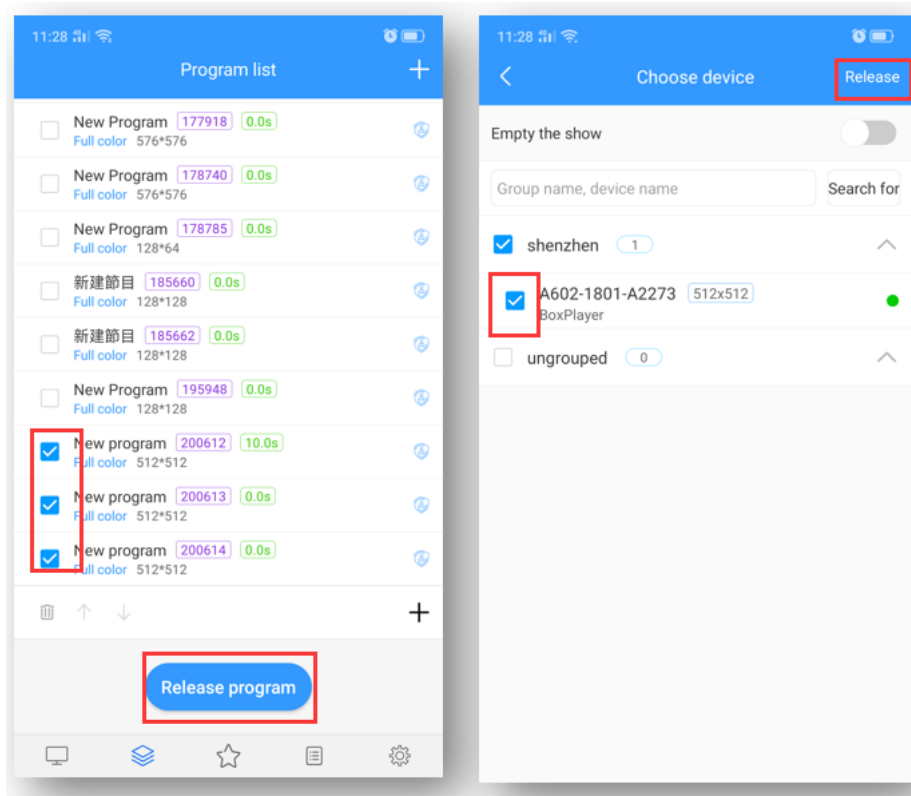 11:28
Program list
New Program 177918 0.0s
Full color 576*576
New Program 178740 0.0s
Full color 576*576
New Program 178785 0.0s
Full color 128*64
新建節目 185660 0.0s
Full color 128*128
新建節目 185662 0.0s
Full color 128*128
New Program 195948 0.0s
Full color 128*128
New program 200612 10.0s
Full color 512*512
New program 200613 0.0s
Full color 512*512
New program 200614 0.0s
Full color 512*512
Release program
11:28
Choose device Release
Empty the show
Group name, device name Search for
shenzhen 1
A602-1801-A2273 512x512
BoxPlayer
ungrouped 0